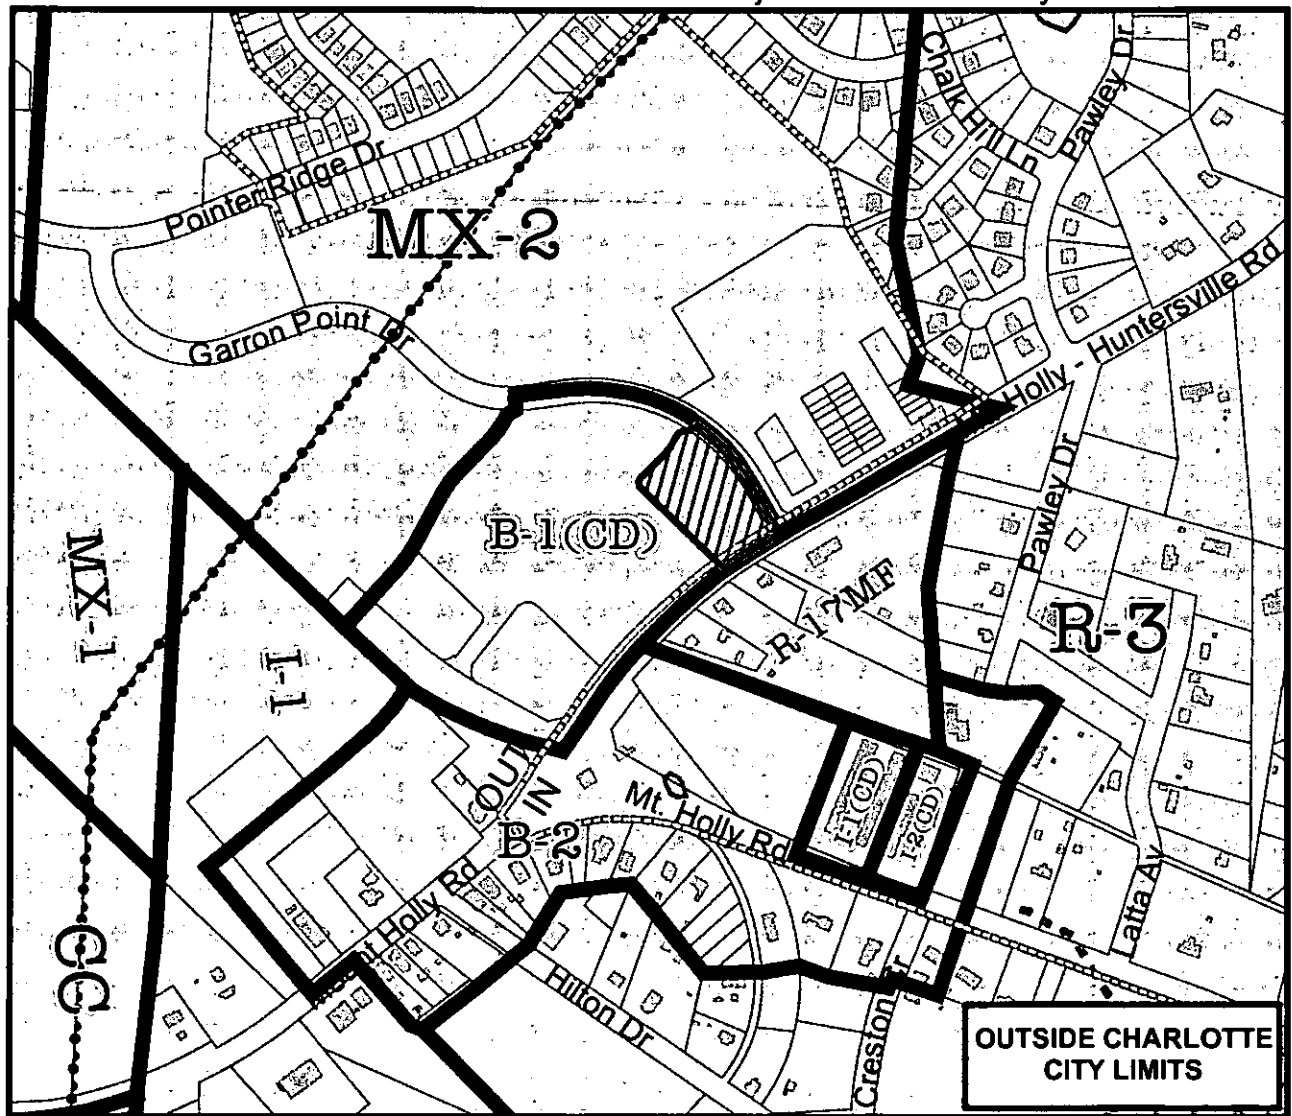 Chalk Hill Ln
Pawley Dr
Pointer Ridge Dr
MX-2
Holly - Huntersville Rd
Garron Point Dr
Pawley Dr
B-1(CD)
MX-1
R-17MF
R-3
I-1
OUT
IN
Mt. Holly Rd
I-1(CD)
I-2(CD)
B-2
Latta Av
Mount Holly Rd
CC
Hilton Dr
Creston Cr
OUTSIDE CHARLOTTE
CITY LIMITS